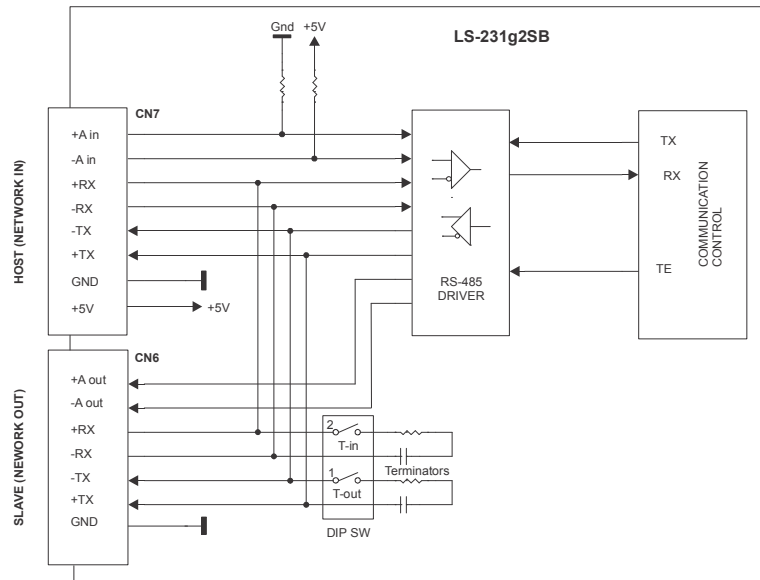 Gnd
+5V
LS-231g2SB
CN7
HOST (NETWORK IN)
+A in
-A in
+RX
-RX
-TX
+TX
GND
+5V
+5V
RS-485
DRIVER
TX
RX
TE
COMMUNICATION
CONTROL
CN6
SLAVE (NEWORK OUT)
+A out
-A out
+RX
-RX
-TX
+TX
GND
2
T-in
1
T-out
Terminators
DIP SW